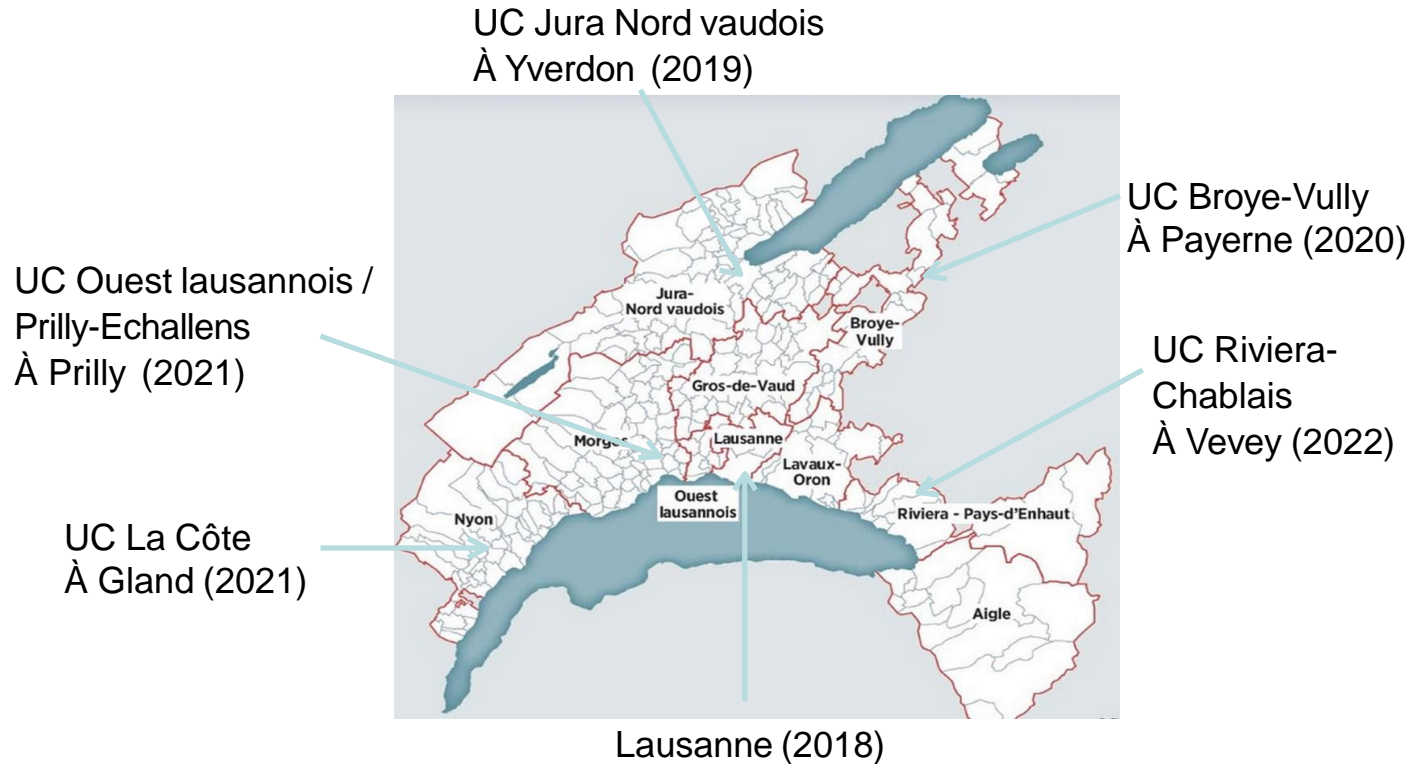 UC Jura Nord vaudois
À Yverdon (2019)
UC Broye-Vully
À Payerne (2020)
UC Ouest lausannois /
Prilly-Echallens
À Prilly (2021)
UC Riviera-
Chablais
À Vevey (2022)
UC La Côte
À Gland (2021)
Lausanne (2018)
Jura-
Nord vaudois
Broye-
Vully
Gros-de-Vaud
Morges
Lausanne
Lavaux-
Oron
Ouest
lausannois
Nyon
Riviera - Pays-d'Enhaut
Aigle